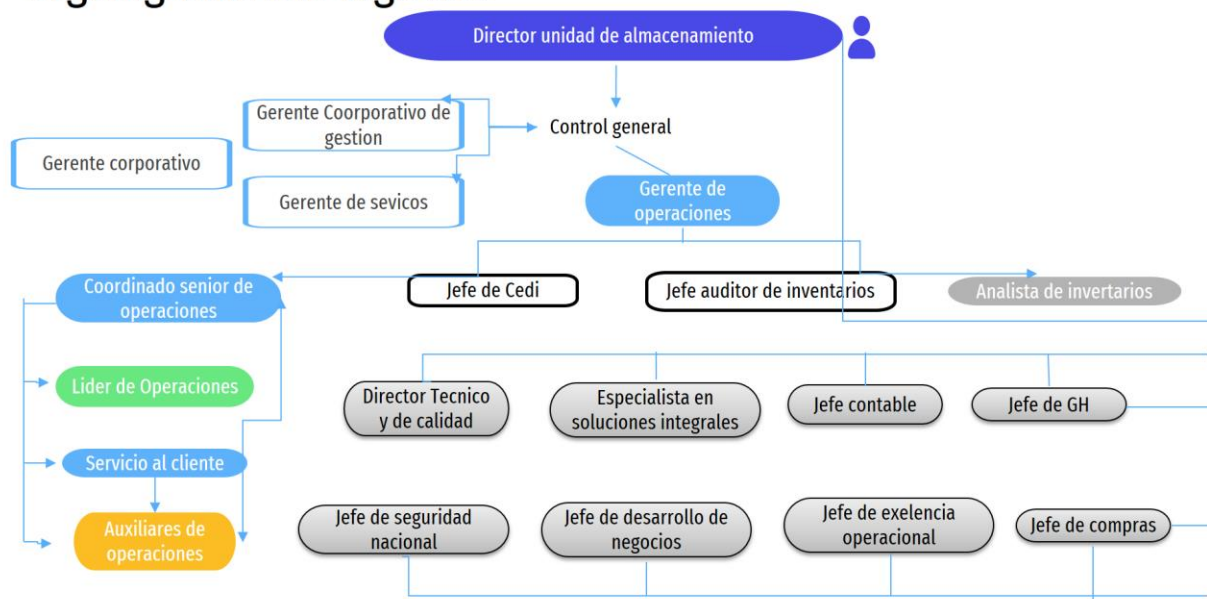 Director unidad de almacenamiento
Gerente Coorporativo de
gestion
Control general
Gerente corporativo
Gerente de sevicos
Gerente de
operaciones
Coordinado senior de
operaciones
Jefe de Cedi
Jefe auditor de inventarios
Analista de invertarios
Lider de Operaciones
Director Tecnico
y de calidad
Especialista en
soluciones integrales
Jefe contable
Jefe de GH
Servicio al cliente
Auxiliares de
operaciones
Jefe de seguridad
nacional
Jefe de desarrollo de
negocios
Jefe de exelencia
operacional
Jefe de compras